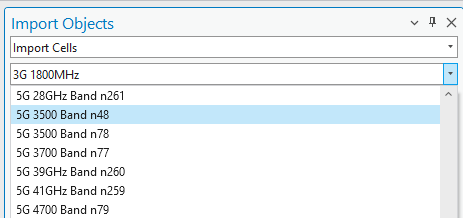 Import Objects
Import Cells
3G 1800MHz
5G 28GHz Band n261
5G 3500 Band n48
5G 3500 Band n78
5G 3700 Band n77
5G 39GHz Band n260
5G 41GHz Band n259
5G 4700 Band n79